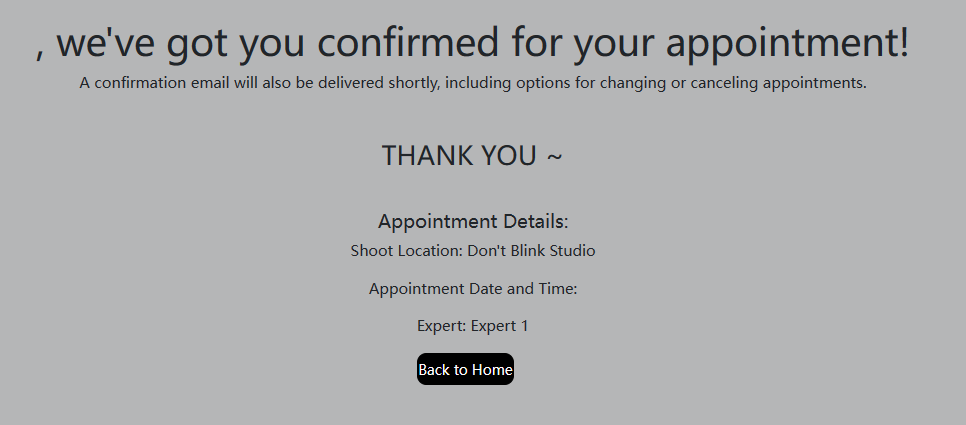 , we've got you confirmed for your appointment!
A confirmation email will also be delivered shortly, including options for changing or canceling appointments.
THANK YOU ~
Appointment Details:
Shoot Location: Don't Blink Studio
Appointment Date and Time:
Expert: Expert 1
Back to Home